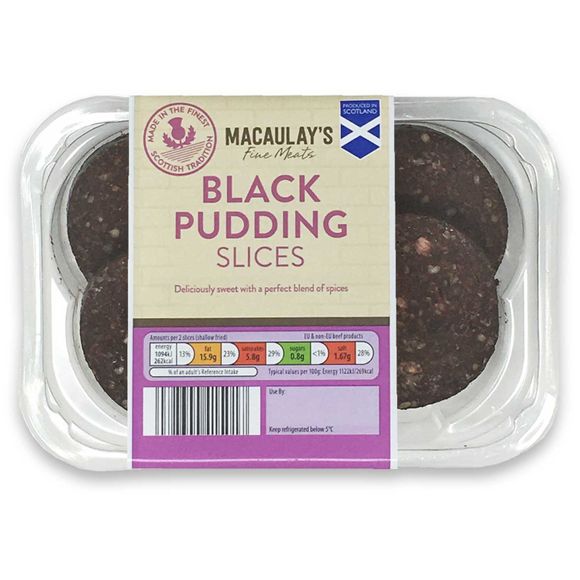 MADE IN THE FINEST
SCOTTISH TRADITION
MACAULAY'S
Fine Meats
PRODUCED IN
SCOTLAND
BLACK
PUDDING
SLICES
Deliciously sweet with a perfect blend of spices
Amounts per 2 slices (shallow fried)
EU & non-EU beef products
energy
1094kJ
262kcal
13%
fat
15.9g
23%
saturates
5.8g
29%
sugars
0.8g
<1%
salt
1.67g
28%
% of an adult's Reference Intake
Typical values per 100g: Energy 1122kJ/269kcal
Use By:
Keep refrigerated below 5°C